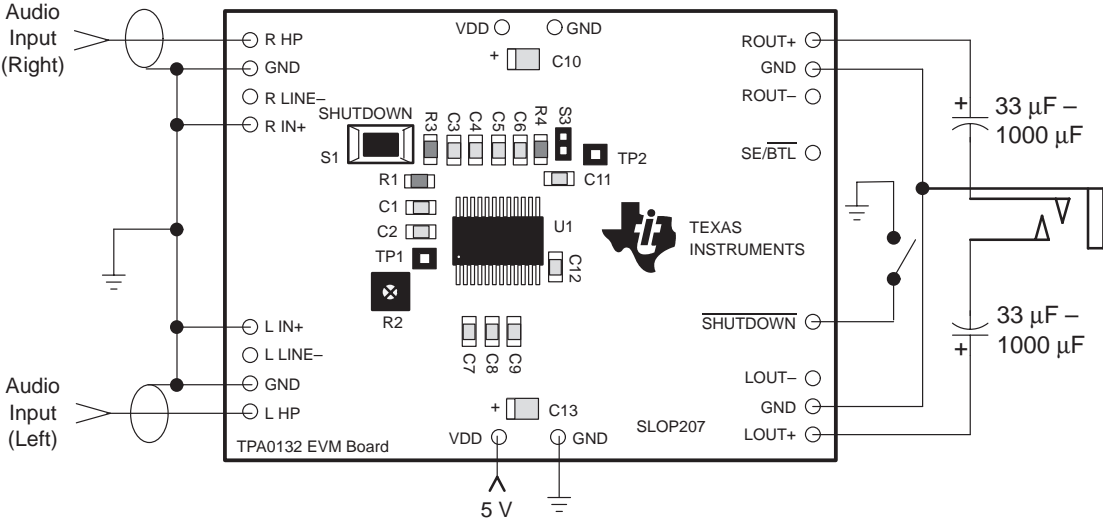 Audio
Input
(Right)
R HP
GND
R LINE–
R IN+
VDD
GND
+
C10
SHUTDOWN
S1
R3
C3
C4
C5
C6
R4
S3
TP2
C11
R1
C1
C2
TP1
R2
U1
C12
TEXAS
INSTRUMENTS
C7
C8
C9
ROUT+
GND
ROUT–
SE/BTL
SHUTDOWN
LOUT–
GND
LOUT+
+
33 µF –
1000 µF
33 µF –
1000 µF
+
L IN+
L LINE–
GND
L HP
Audio
Input
(Left)
+
C13
VDD
GND
SLOP207
TPA0132 EVM Board
5 V